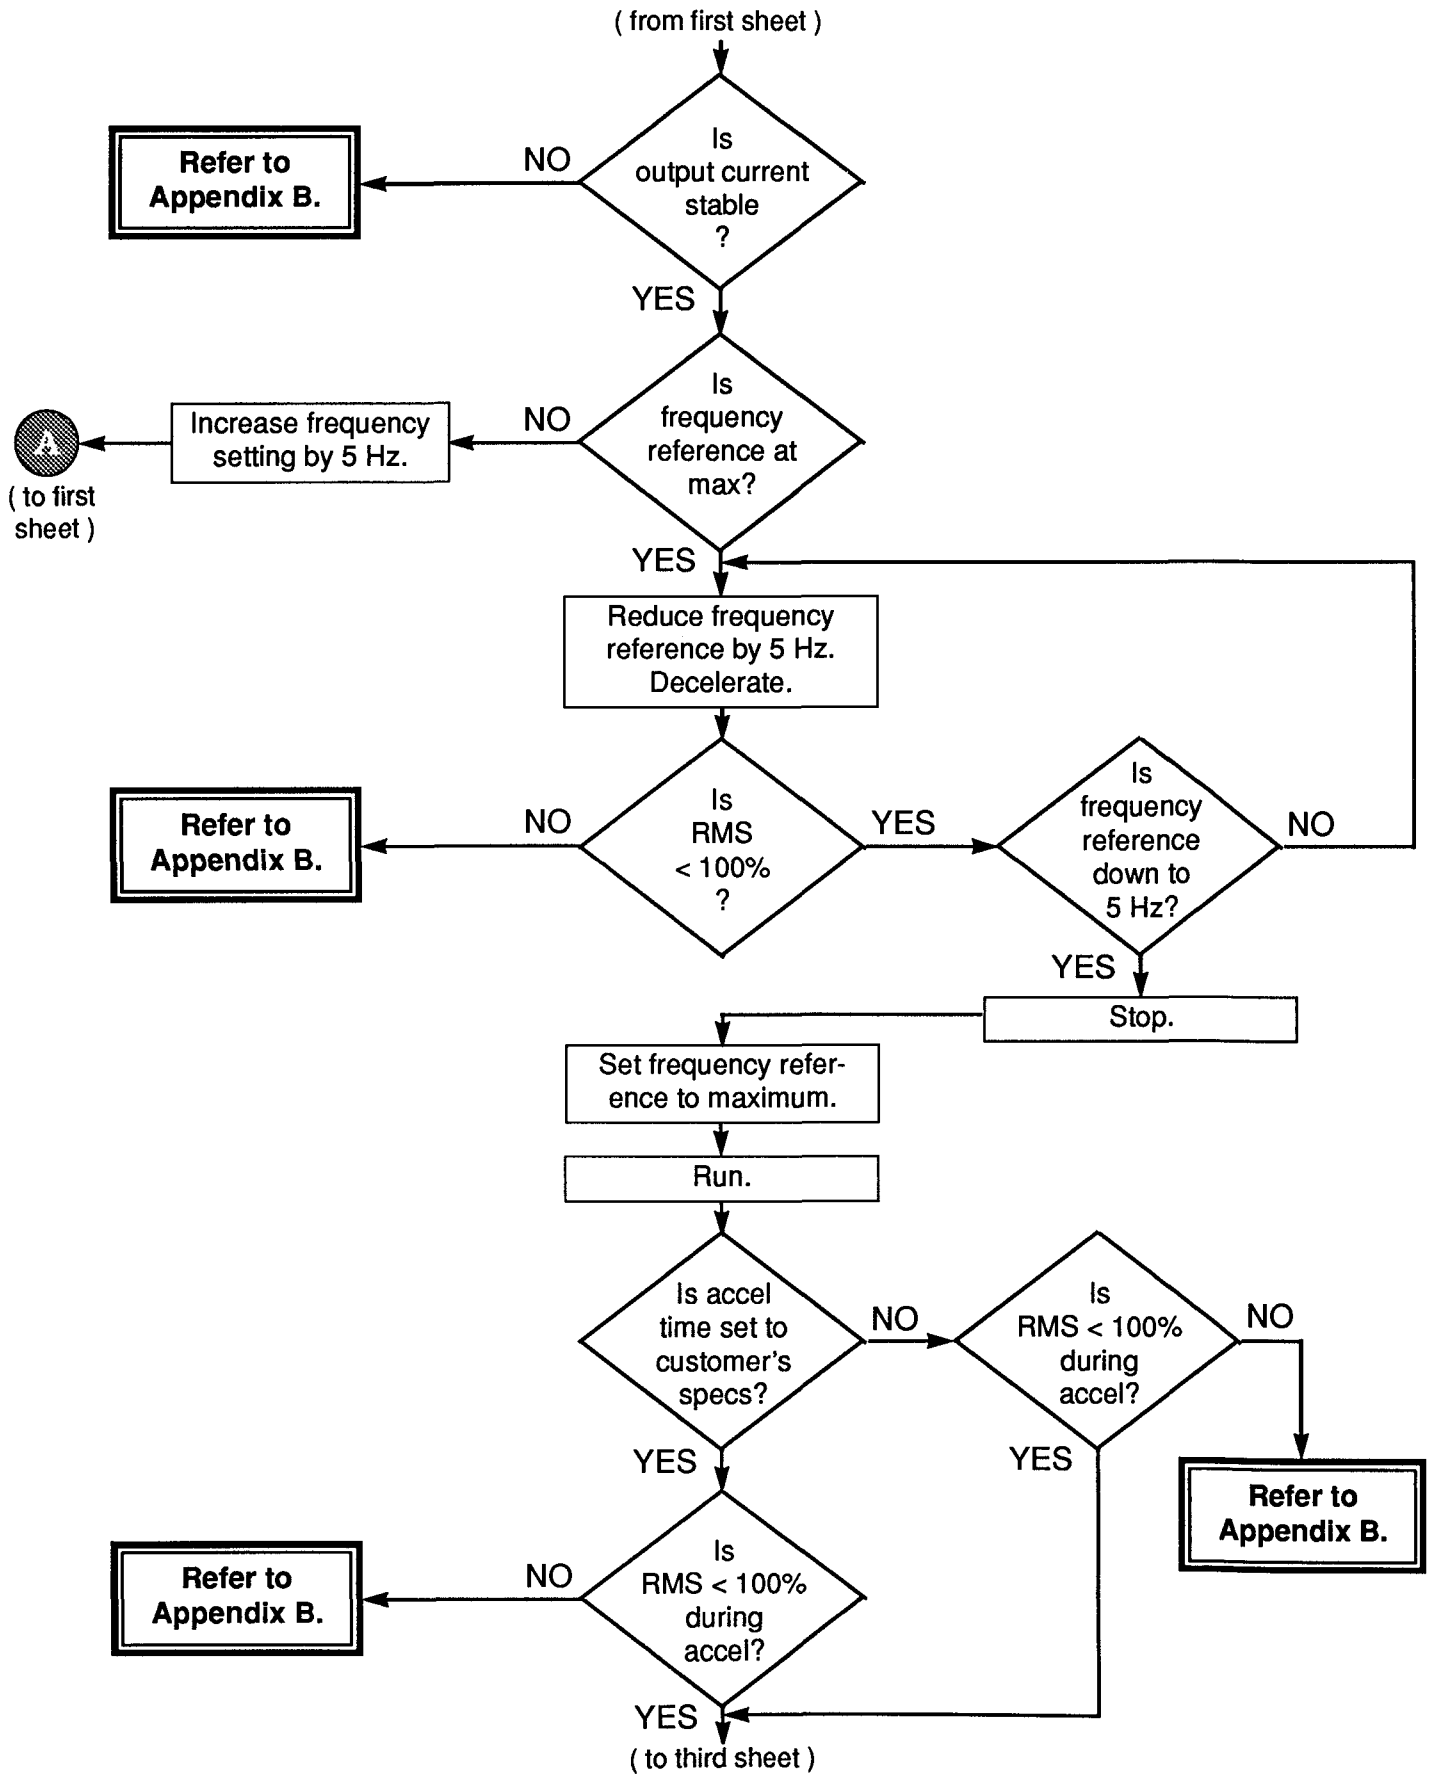 ( from first sheet )
Is
output current
stable
?
NO
Refer to
Appendix B.
YES
Is
frequency
reference at
max?
NO
Increase frequency
setting by 5 Hz.
A
( to first
sheet )
YES
Reduce frequency
reference by 5 Hz.
Decelerate.
Is
RMS
< 100%
?
NO
Refer to
Appendix B.
YES
Is
frequency
reference
down to
5 Hz?
NO
YES
Stop.
Set frequency refer-
ence to maximum.
Run.
Is accel
time set to
customer's
specs?
NO
Is
RMS < 100%
during
accel?
NO
Refer to
Appendix B.
YES
YES
Is
RMS < 100%
during
accel?
NO
Refer to
Appendix B.
YES
( to third sheet )